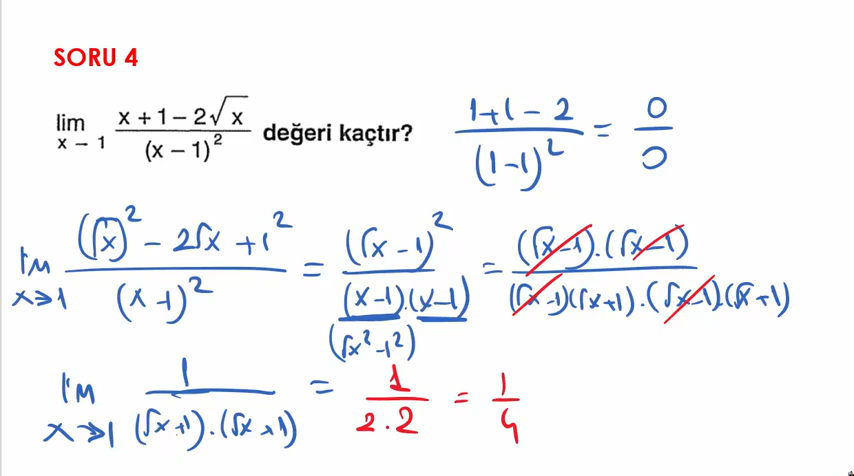 SORU 4
lim x→1 (x + 1 − 2√x)/(x − 1)² değeri kaçtır?
(1+1−2)/(1−1)² = 0/0
lim x→1 ((√x)² − 2√x + 1²)/(x−1)² = (√x − 1)²/((x−1).(x−1)) = ((√x−1).(√x−1))/((√x−1)(√x+1).(√x−1).(√x+1))
(√x² − 1²)
lim x→1 1/((√x+1).(√x+1)) = 1/(2.2) = 1/4